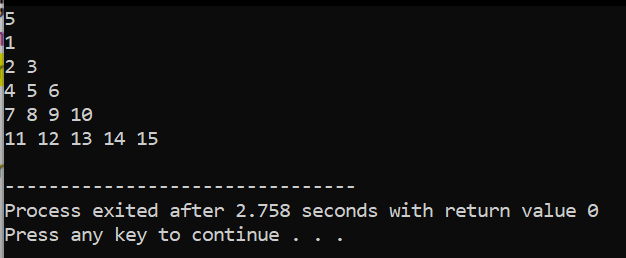 5
1
2 3
4 5 6
7 8 9 10
11 12 13 14 15
--------------------------------
Process exited after 2.758 seconds with return value 0
Press any key to continue . . .